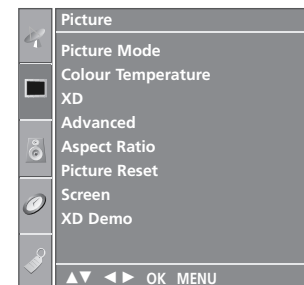 Picture
Picture Mode
Colour Temperature
XD
Advanced
Aspect Ratio
Picture Reset
Screen
XD Demo
▲▼ ◄► OK MENU